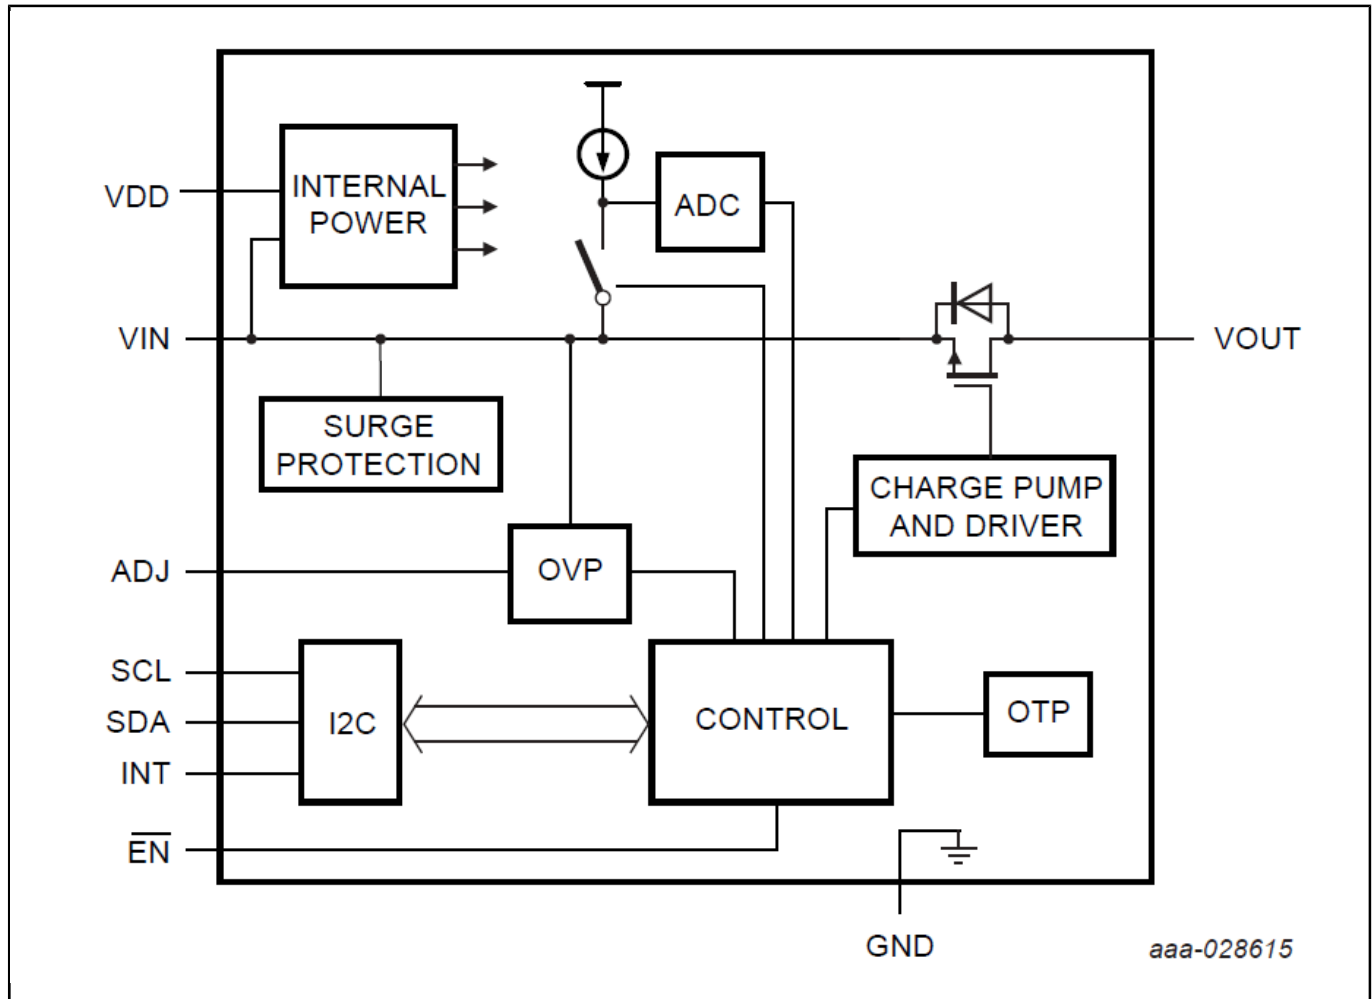 INTERNAL
POWER
ADC
VDD
VIN
VOUT
SURGE
PROTECTION
CHARGE PUMP
AND DRIVER
ADJ
OVP
SCL
SDA
INT
I2C
CONTROL
OTP
EN
GND
aaa-028615